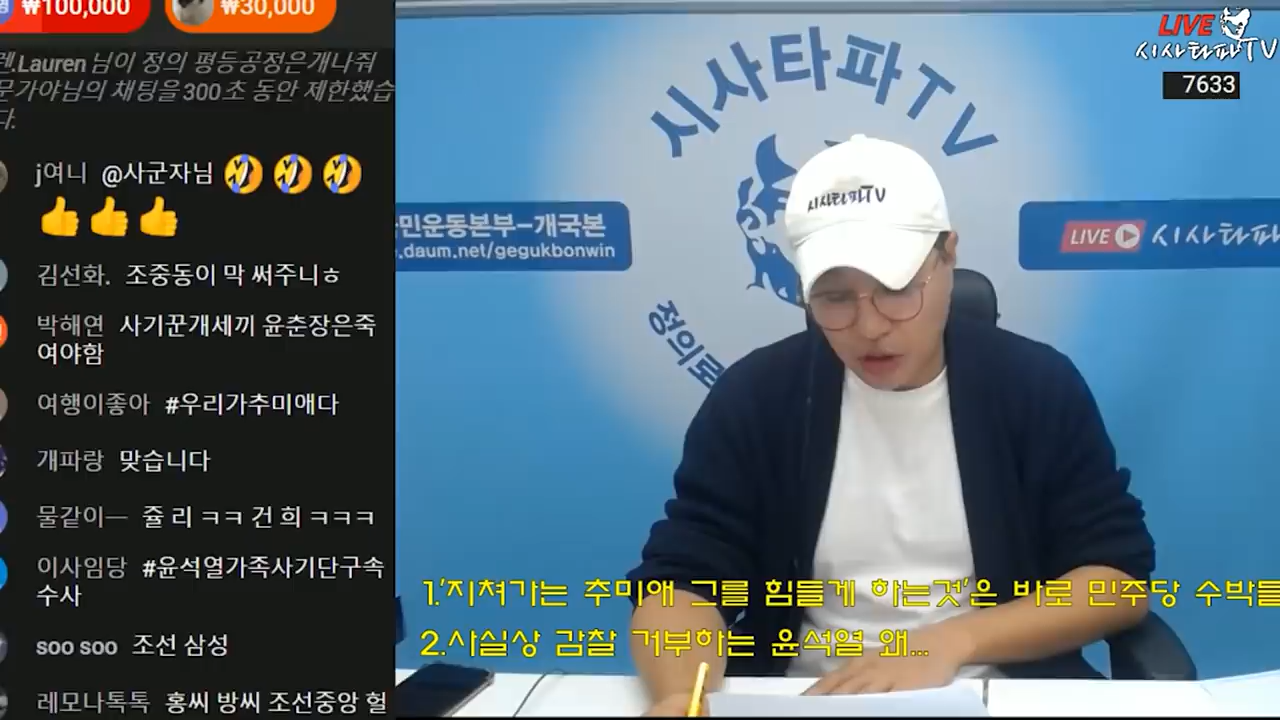 ₩100,000
₩30,000
렌.Lauren 님이 정의 평등공정은개나줘
문가야님의 채팅을 300초 동안 제한했습
다.
j여니 @사군자님 🤣 🤣 🤣
👍 👍 👍
김선화. 조중동이 막 써주니ㅎ
박해연 사기꾼개세끼 윤춘장은죽
여야함
여행이좋아 #우리가추미애다
개파랑 맞습니다
물같이ㅡ 쥴 리 ㅋㅋ 건 희 ㅋㅋㅋ
이사임당 #윤석열가족사기단구속
수사
soo soo 조선 삼성
레모나톡톡 홍씨 방씨 조선중앙 헐
LIVE
시사타파TV
7633
시사타파TV
시사타파TV
민운동본부-개국본
.daum.net/gegukbonwin
LIVE 시사타파
정의로
1.'지쳐가는 추미애 그를 힘들게 하는것'은 바로 민주당 수박들
2.사실상 감찰 거부하는 윤석열 왜...